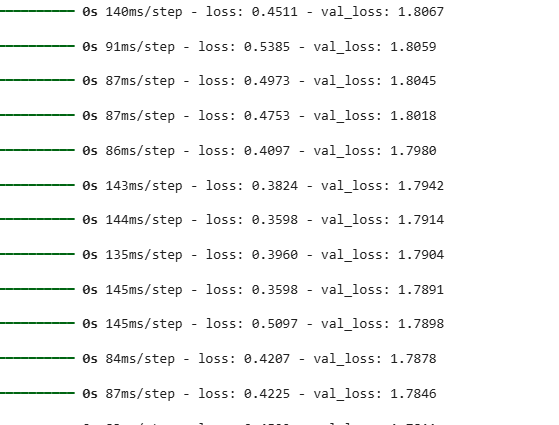 0s 140ms/step - loss: 0.4511 - val_loss: 1.8067
0s 91ms/step - loss: 0.5385 - val_loss: 1.8059
0s 87ms/step - loss: 0.4973 - val_loss: 1.8045
0s 87ms/step - loss: 0.4753 - val_loss: 1.8018
0s 86ms/step - loss: 0.4097 - val_loss: 1.7980
0s 143ms/step - loss: 0.3824 - val_loss: 1.7942
0s 144ms/step - loss: 0.3598 - val_loss: 1.7914
0s 135ms/step - loss: 0.3960 - val_loss: 1.7904
0s 145ms/step - loss: 0.3598 - val_loss: 1.7891
0s 145ms/step - loss: 0.5097 - val_loss: 1.7898
0s 84ms/step - loss: 0.4207 - val_loss: 1.7878
0s 87ms/step - loss: 0.4225 - val_loss: 1.7846